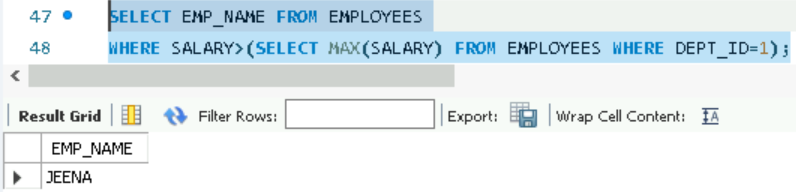 47 SELECT EMP_NAME FROM EMPLOYEES
48 WHERE SALARY>(SELECT MAX(SALARY) FROM EMPLOYEES WHERE DEPT_ID=1);
Result Grid Filter Rows: Export: Wrap Cell Content: IA
EMP_NAME
JEENA